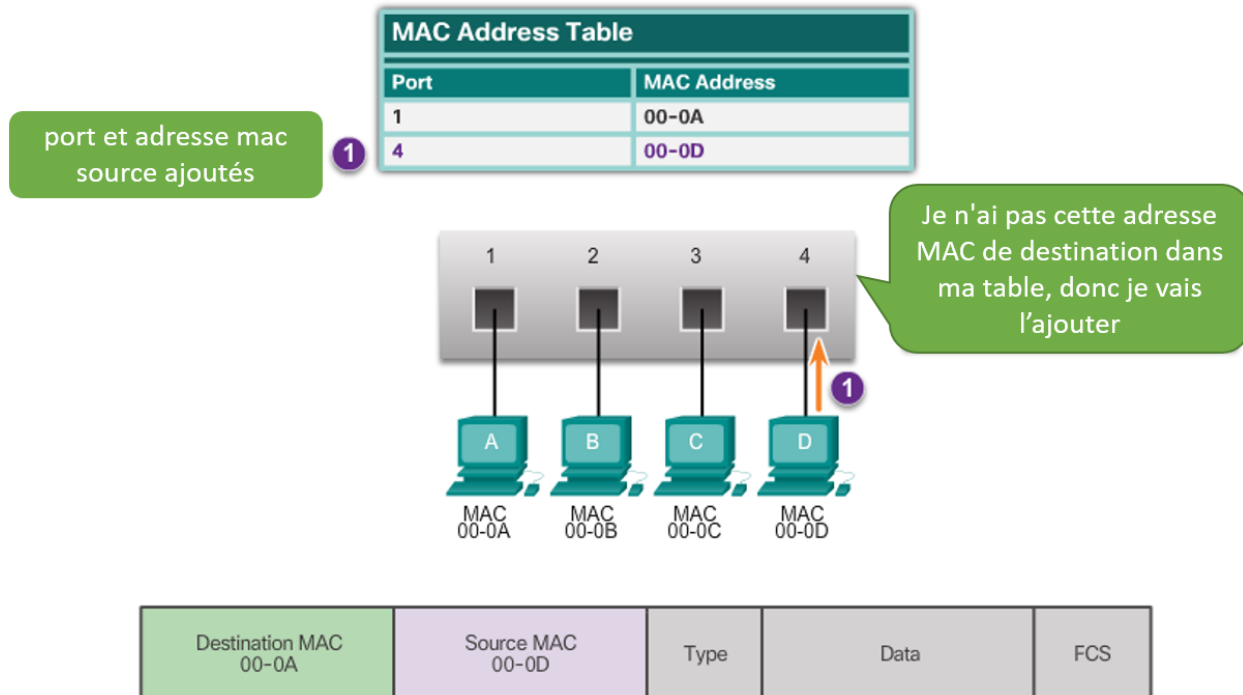 MAC Address Table
Port MAC Address
1 00-0A
4 00-0D
port et adresse mac
source ajoutés
1
Je n'ai pas cette adresse
MAC de destination dans
ma table, donc je vais
l’ajouter
1 2 3 4
1
A B C D
MAC MAC MAC MAC
00-0A 00-0B 00-0C 00-0D
Destination MAC Source MAC Type Data FCS
00-0A 00-0D